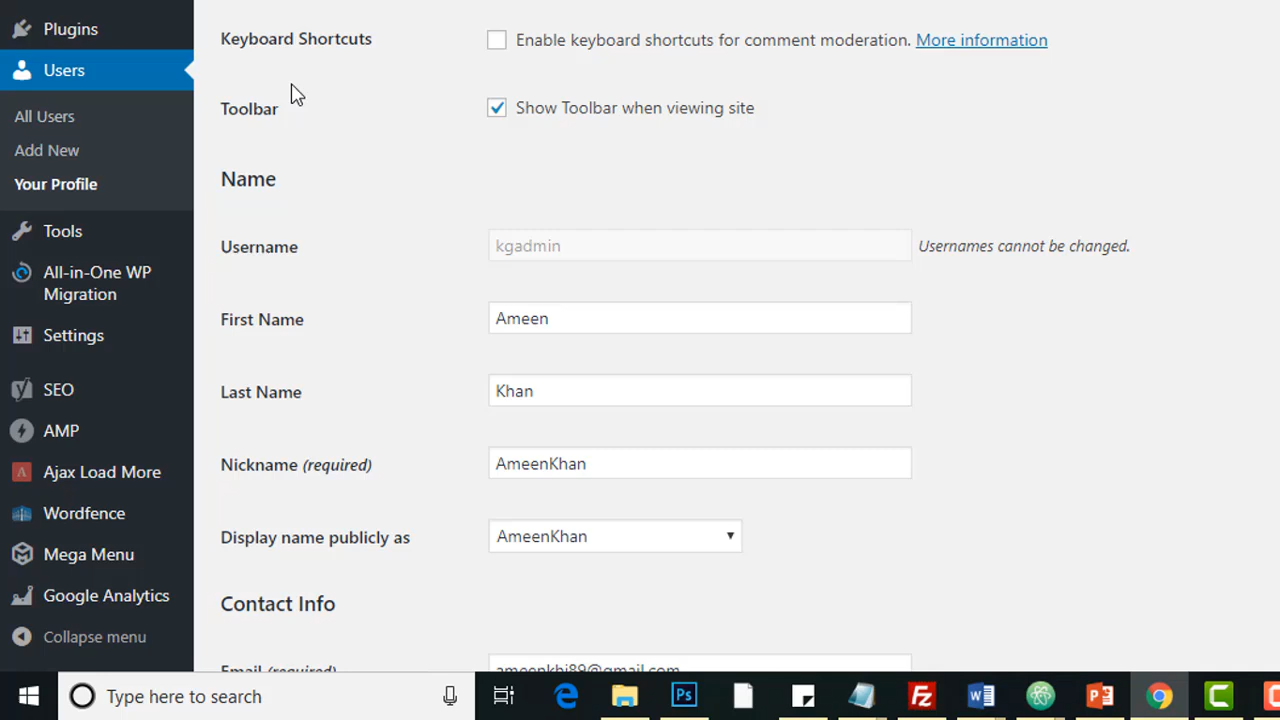 Plugins
Users
All Users
Add New
Your Profile
Tools
All-in-One WP
Migration
Settings
SEO
AMP
Ajax Load More
Wordfence
Mega Menu
Google Analytics
Collapse menu
Keyboard Shortcuts
Enable keyboard shortcuts for comment moderation. More information
Toolbar
Show Toolbar when viewing site
Name
Username
kgadmin
Usernames cannot be changed.
First Name
Ameen
Last Name
Khan
Nickname (required)
AmeenKhan
Display name publicly as
AmeenKhan
Contact Info
Email (required)
Type here to search